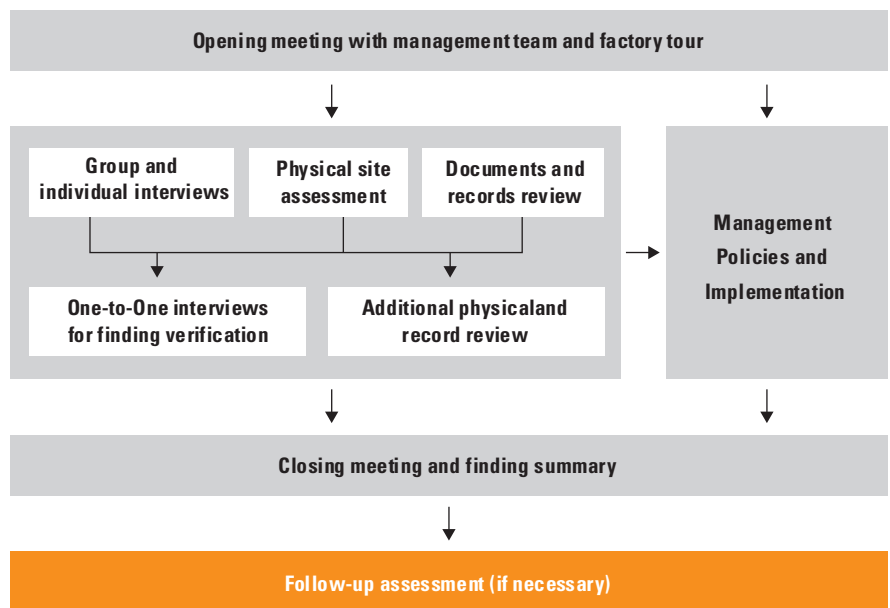 Opening meeting with management team and factory tour
Group and
individual interviews
Physical site
assessment
Documents and
records review
One-to-One interviews
for finding verification
Additional physicaland
record review
Management
Policies and
Implementation
Closing meeting and finding summary
Follow-up assessment (if necessary)